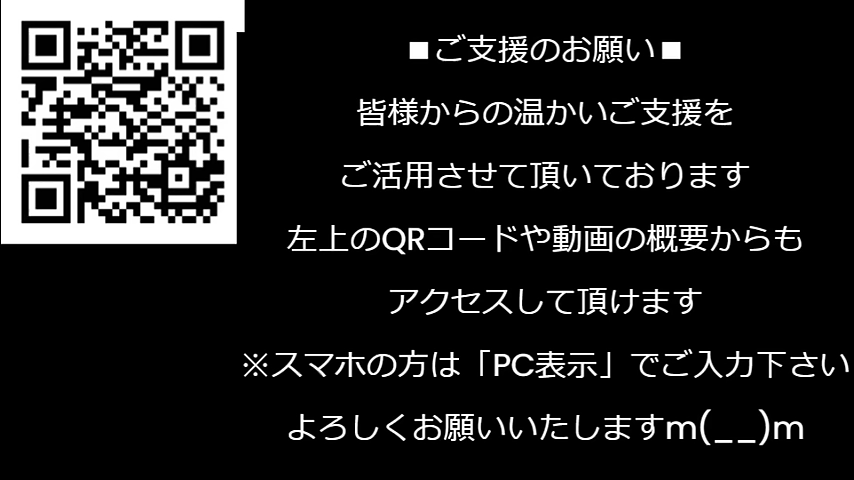 ■ご支援のお願い■
皆様からの温かいご支援を
ご活用させて頂いております
左上のQRコードや動画の概要からも
アクセスして頂けます
※スマホの方は「PC表示」でご入力下さい
よろしくお願いいたしますm(__)m